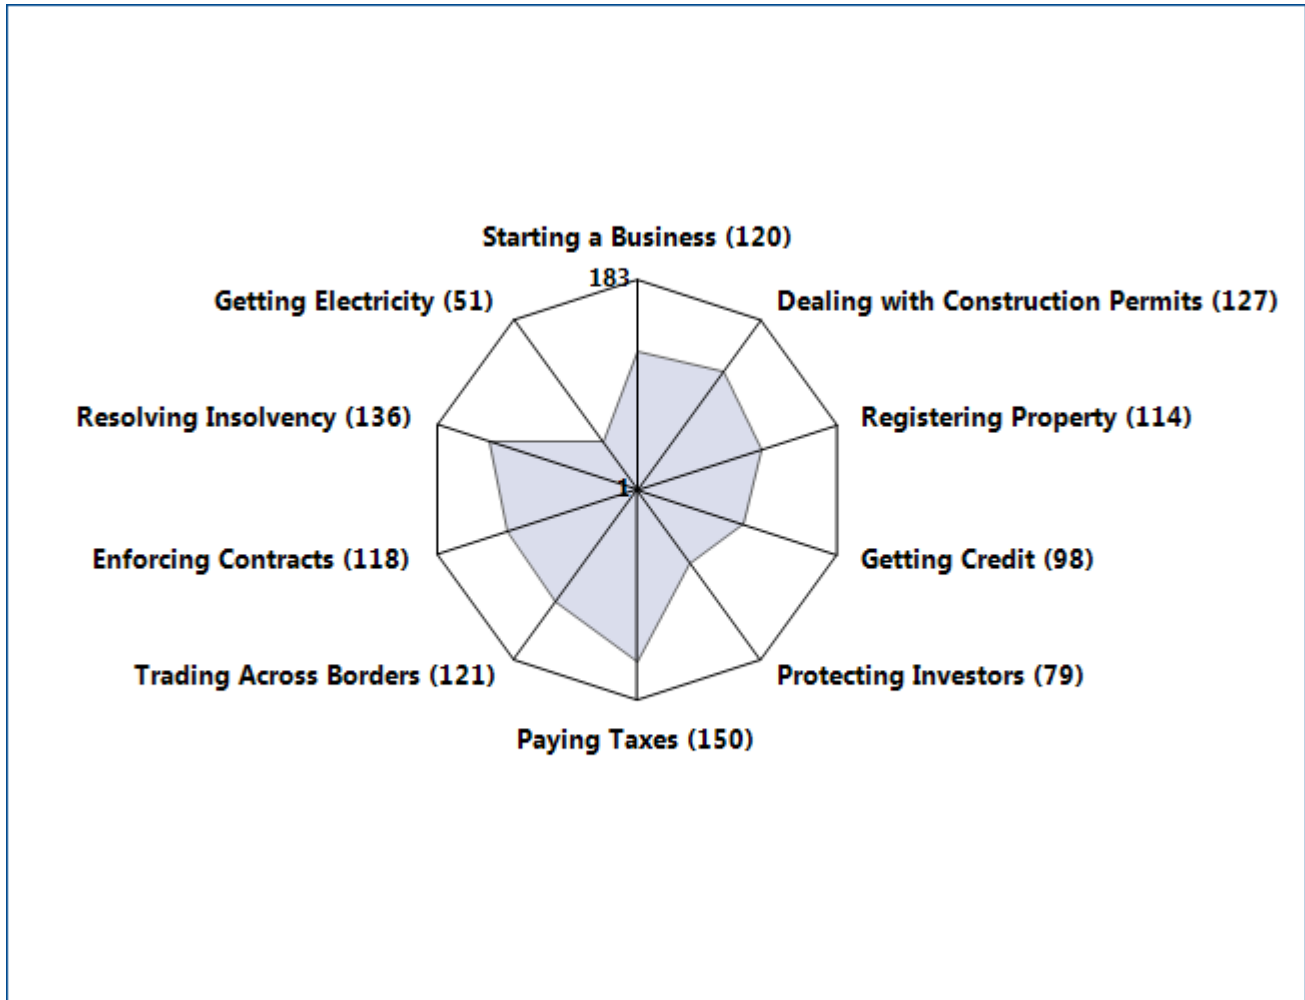 Starting a Business (120)
183
Getting Electricity (51)
Dealing with Construction Permits (127)
Resolving Insolvency (136)
Registering Property (114)
1
Enforcing Contracts (118)
Getting Credit (98)
Trading Across Borders (121)
Protecting Investors (79)
Paying Taxes (150)